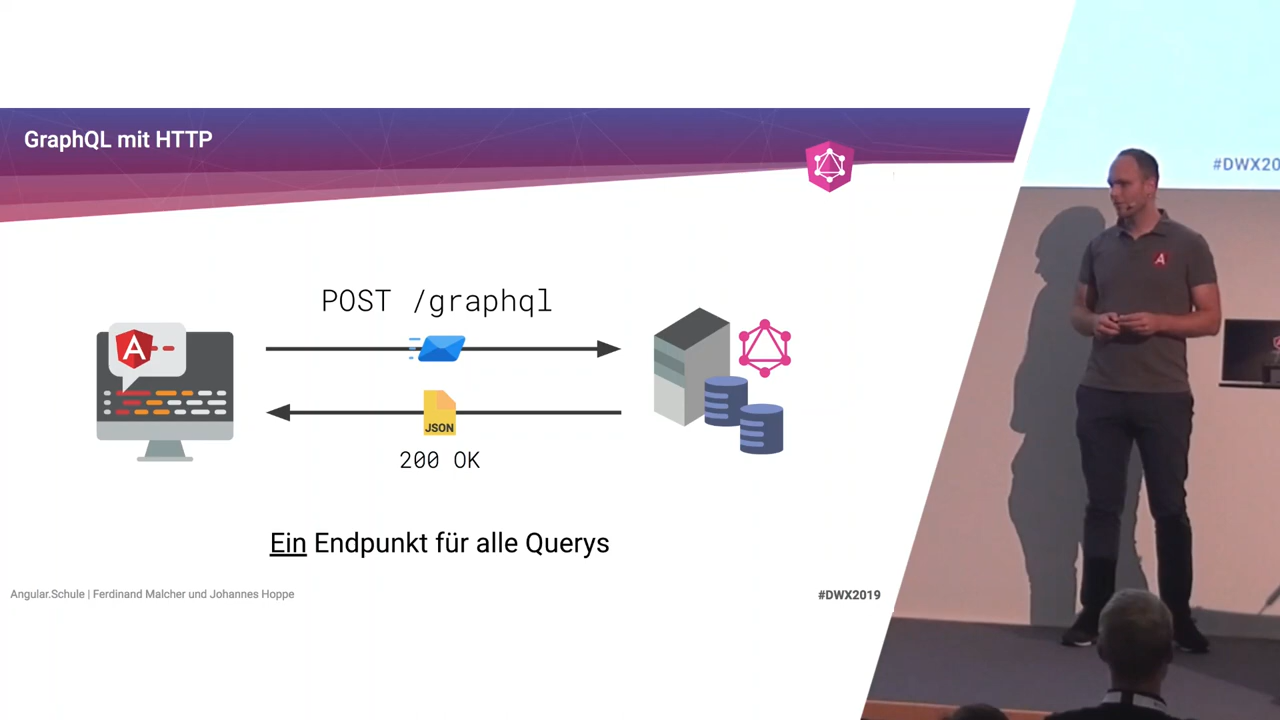 GraphQL mit HTTP
#DWX20
POST /graphql
A
JSON
200 OK
Ein Endpunkt für alle Querys
Angular.Schule | Ferdinand Malcher und Johannes Hoppe
#DWX2019
A